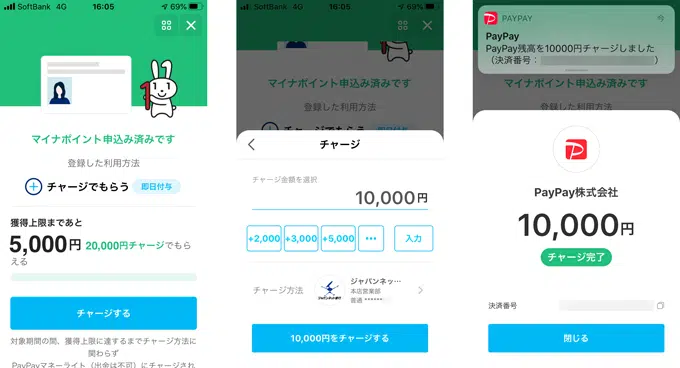 SoftBank 4G
16:05
69%
マイナポイント申込み済みです
登録した利用方法
チャージでもらう 即日付与
獲得上限まであと
5,000円 20,000円チャージでもら
える
チャージする
対象期間の間、獲得上限に達するまでチャージ方法に
関わらず
PayPayマネーライト（出金は不可）にチャージされ
SoftBank 4G
16:05
69%
マイナポイント申込み済みです
登録した利用方法
チャージでもらう 即日付与
チャージ
チャージ金額を選択
10,000円
+2,000
+3,000
+5,000
•••
入力
チャージ方法
ジャパンネッ…
本店営業部
普通
10,000円をチャージする
PAYPAY
今
PayPay
PayPay残高を10000円チャージしました
（決済番号： ）
マイナポイント申込み済みです
PayPay株式会社
10,000円
チャージ完了
決済番号
閉じる